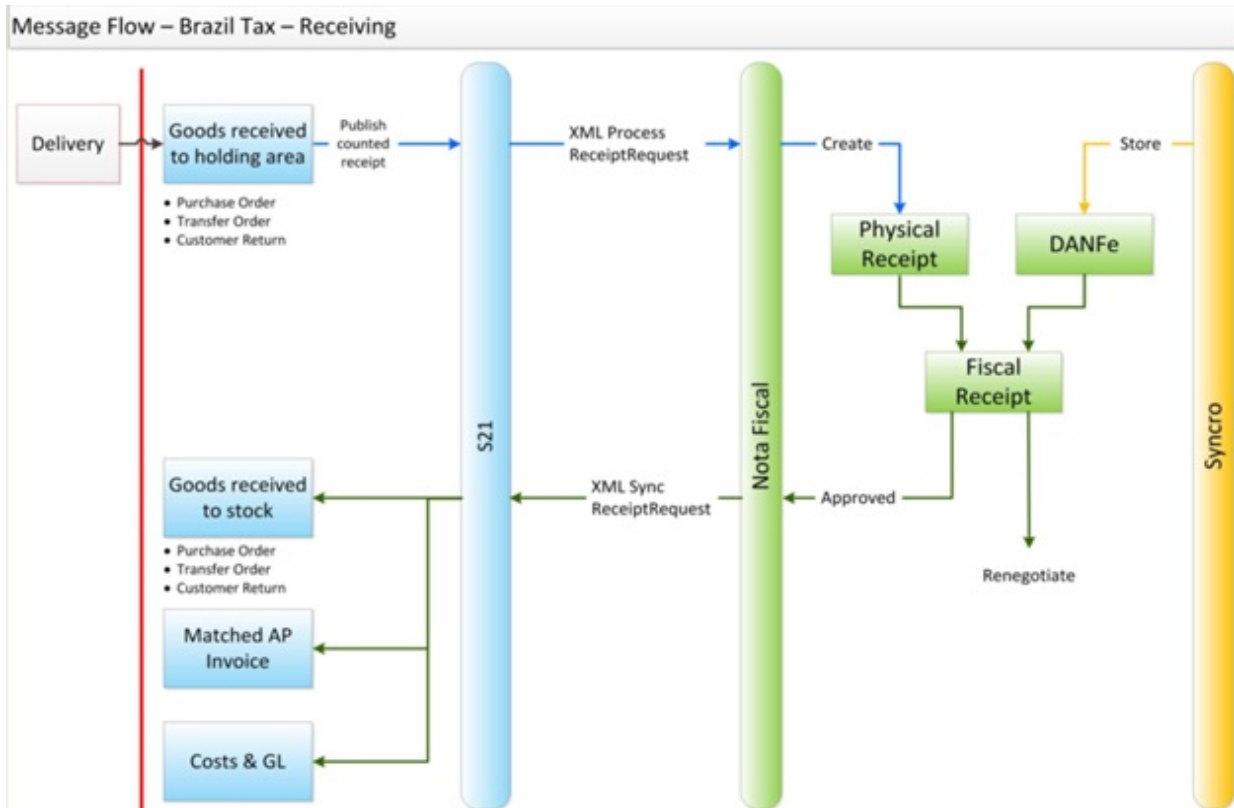 Message Flow – Brazil Tax – Receiving
Delivery
Goods received
to holding area
Publish
counted
receipt
XML Process
ReceiptRequest
Create
Store
• Purchase Order
• Transfer Order
• Customer Return
Physical
Receipt
DANFe
Fiscal
Receipt
S21
Nota Fiscal
Syncro
Goods received
to stock
XML Sync
ReceiptRequest
Approved
• Purchase Order
• Transfer Order
• Customer Return
Renegotiate
Matched AP
Invoice
Costs & GL